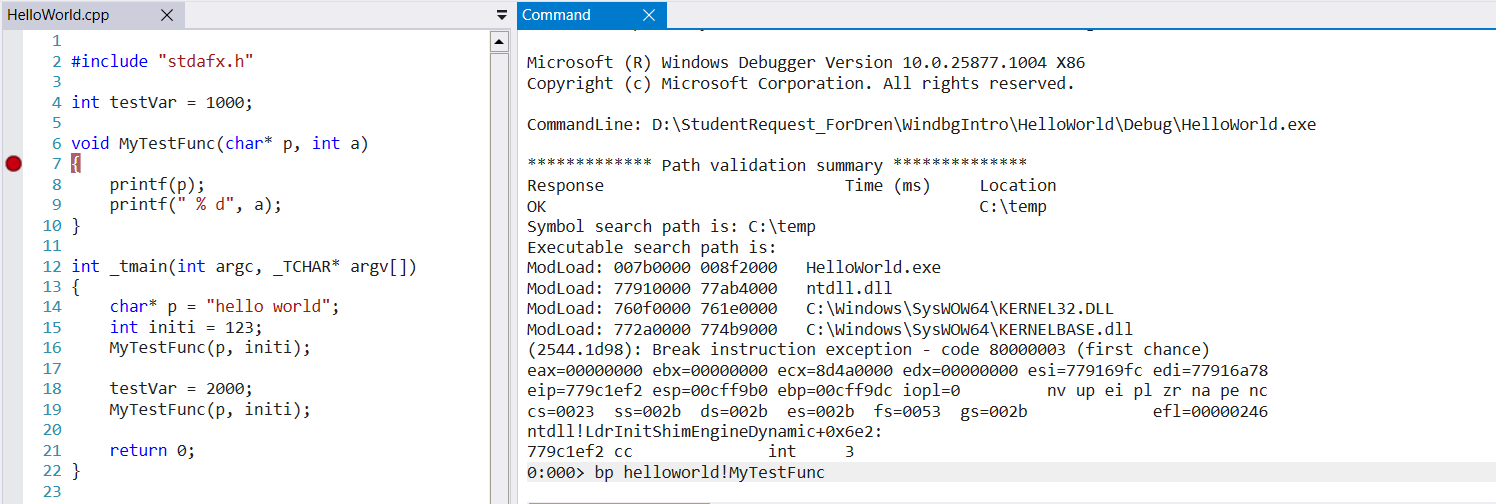 HelloWorld.cpp
1
2 #include "stdafx.h"
3
4 int testVar = 1000;
5
6 void MyTestFunc(char* p, int a)
7 {
8     printf(p);
9     printf(" % d", a);
10 }
11
12 int _tmain(int argc, _TCHAR* argv[])
13 {
14     char* p = "hello world";
15     int initi = 123;
16     MyTestFunc(p, initi);
17
18     testVar = 2000;
19     MyTestFunc(p, initi);
20
21     return 0;
22 }
23
Command
Microsoft (R) Windows Debugger Version 10.0.25877.1004 X86
Copyright (c) Microsoft Corporation. All rights reserved.
CommandLine: D:\StudentRequest_ForDren\WindbgIntro\HelloWorld\Debug\HelloWorld.exe
************* Path validation summary **************
Response                         Time (ms)     Location
OK                                             C:\temp
Symbol search path is: C:\temp
Executable search path is:
ModLoad: 007b0000 008f2000   HelloWorld.exe
ModLoad: 77910000 77ab4000   ntdll.dll
ModLoad: 760f0000 761e0000   C:\Windows\SysWOW64\KERNEL32.DLL
ModLoad: 772a0000 774b9000   C:\Windows\SysWOW64\KERNELBASE.dll
(2544.1d98): Break instruction exception - code 80000003 (first chance)
eax=00000000 ebx=00000000 ecx=8d4a0000 edx=00000000 esi=779169fc edi=77916a78
eip=779c1ef2 esp=00cff9b0 ebp=00cff9dc iopl=0         nv up ei pl zr na pe nc
cs=0023  ss=002b  ds=002b  es=002b  fs=0053  gs=002b             efl=00000246
ntdll!LdrInitShimEngineDynamic+0x6e2:
779c1ef2 cc              int     3
0:000> bp helloworld!MyTestFunc